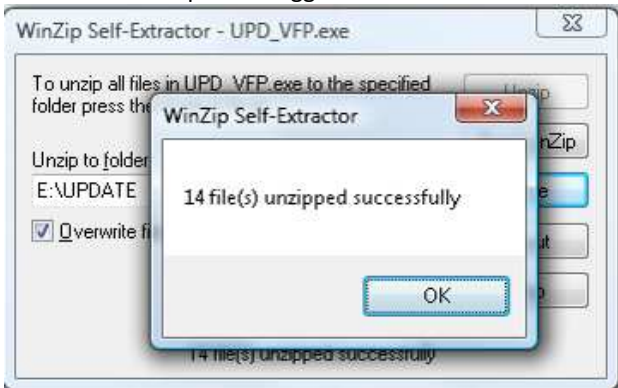 WinZip Self-Extractor - UPD_VFP.exe
To unzip all files in UPD_VFP.exe to the specified
folder press the
WinZip Self-Extractor
Unzip to folder
E:\UPDATE
14 file(s) unzipped successfully
Overwrite
OK
14 file(s) unzipped successfully